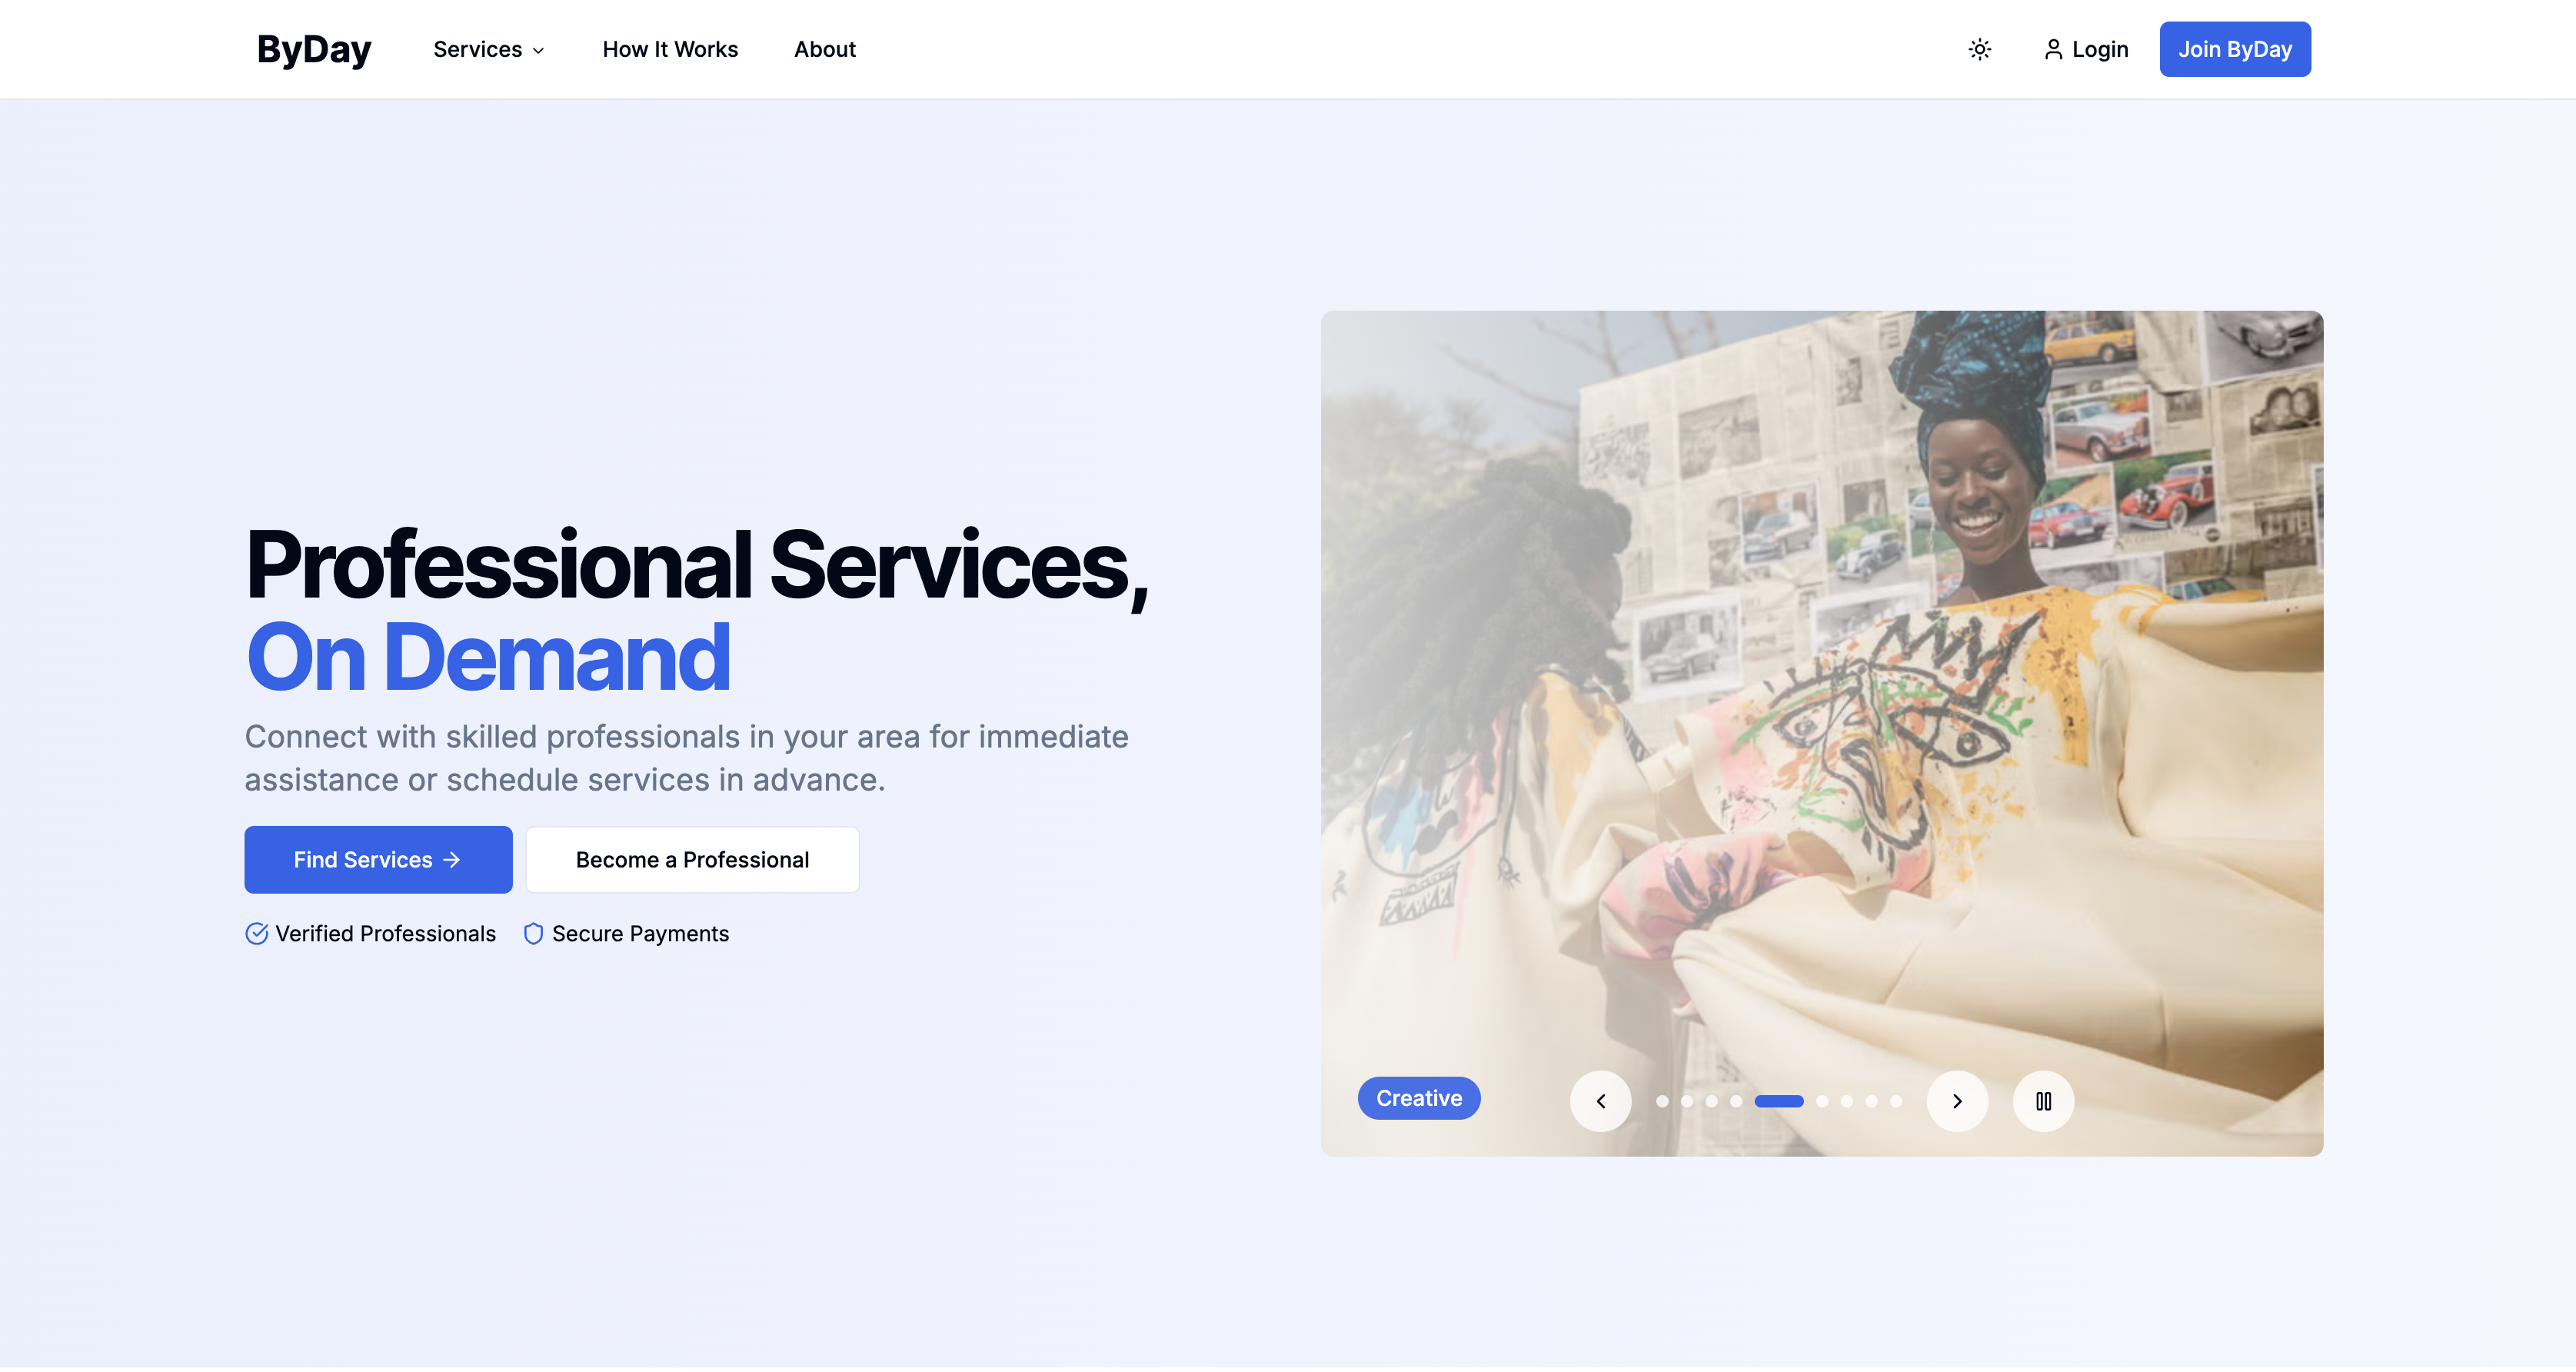 ByDay
Services
How It Works
About
Login
Join ByDay
Professional Services,
On Demand
Connect with skilled professionals in your area for immediate
assistance or schedule services in advance.
Find Services
Become a Professional
Verified Professionals
Secure Payments
Creative